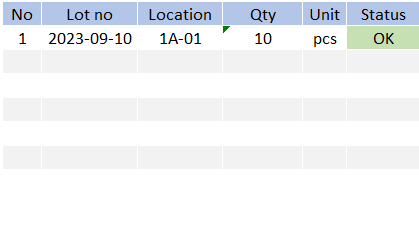 No Lot no Location Qty Unit Status
1 2023-09-10 1A-01 10 pcs OK